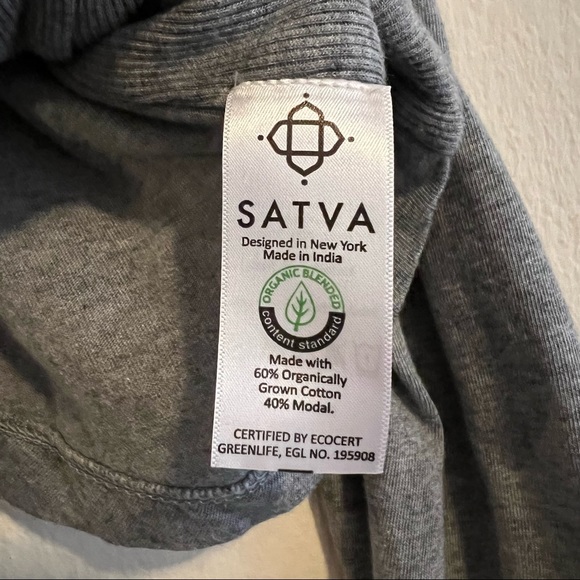 SATVA
Designed in New York
Made in India
ORGANIC BLENDED
content standard
Made with
60% Organically
Grown Cotton
40% Modal.
CERTIFIED BY ECOCERT
GREENLIFE, EGL NO. 195908